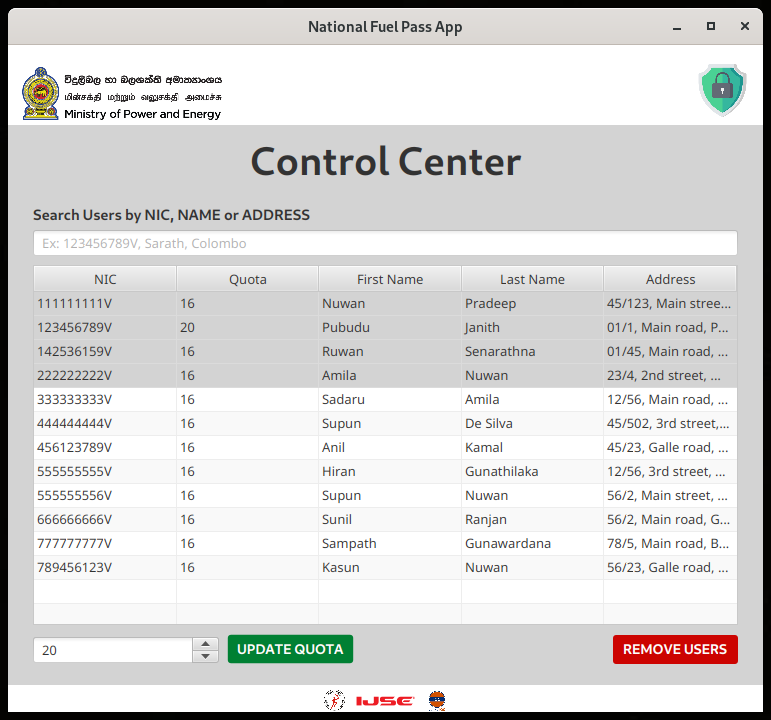 National Fuel Pass App
විදුලිබල හා බලශක්ති අමාත්‍යාංශය
மின்சக்தி மற்றும் வலுசக்தி அமைச்சு
Ministry of Power and Energy
Control Center
Search Users by NIC, NAME or ADDRESS
Ex: 123456789V, Sarath, Colombo
NIC Quota First Name Last Name Address
111111111V 16 Nuwan Pradeep 45/123, Main stree...
123456789V 20 Pubudu Janith 01/1, Main road, P...
142536159V 16 Ruwan Senarathna 01/45, Main road, ...
222222222V 16 Amila Nuwan 23/4, 2nd street, ...
333333333V 16 Sadaru Amila 12/56, Main road, ...
444444444V 16 Supun De Silva 45/502, 3rd street,...
456123789V 16 Anil Kamal 45/23, Galle road, ...
555555555V 16 Hiran Gunathilaka 12/56, 3rd street, ...
555555556V 16 Supun Nuwan 56/2, Main street, ...
666666666V 16 Sunil Ranjan 56/2, Main road, G...
777777777V 16 Sampath Gunawardana 78/5, Main road, B...
789456123V 16 Kasun Nuwan 56/23, Galle road, ...
20 UPDATE QUOTA REMOVE USERS
IJSE